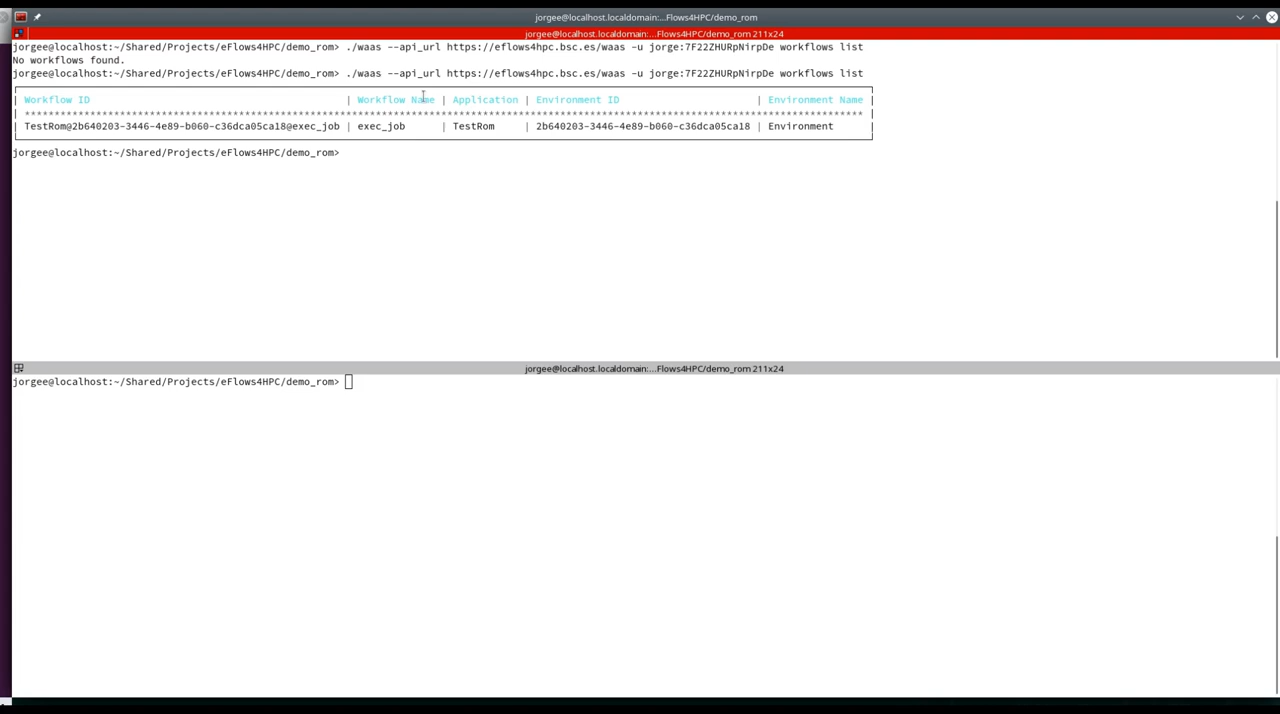 jorgee@localhost.localdomain:...Flows4HPC/demo_rom
jorgee@localhost.localdomain:...Flows4HPC/demo_rom 211x24
jorgee@localhost:~/Shared/Projects/eFlows4HPC/demo_rom> ./waas --api_url https://eflows4hpc.bsc.es/waas -u jorge:7F22ZHURpNirpDe workflows list
No workflows found.
jorgee@localhost:~/Shared/Projects/eFlows4HPC/demo_rom> ./waas --api_url https://eflows4hpc.bsc.es/waas -u jorge:7F22ZHURpNirpDe workflows list
Workflow ID | Workflow Name | Application | Environment ID | Environment Name
TestRom@2b640203-3446-4e89-b060-c36dca05ca18@exec_job | exec_job | TestRom | 2b640203-3446-4e89-b060-c36dca05ca18 | Environment
jorgee@localhost:~/Shared/Projects/eFlows4HPC/demo_rom>
jorgee@localhost.localdomain:...Flows4HPC/demo_rom 211x24
jorgee@localhost:~/Shared/Projects/eFlows4HPC/demo_rom>